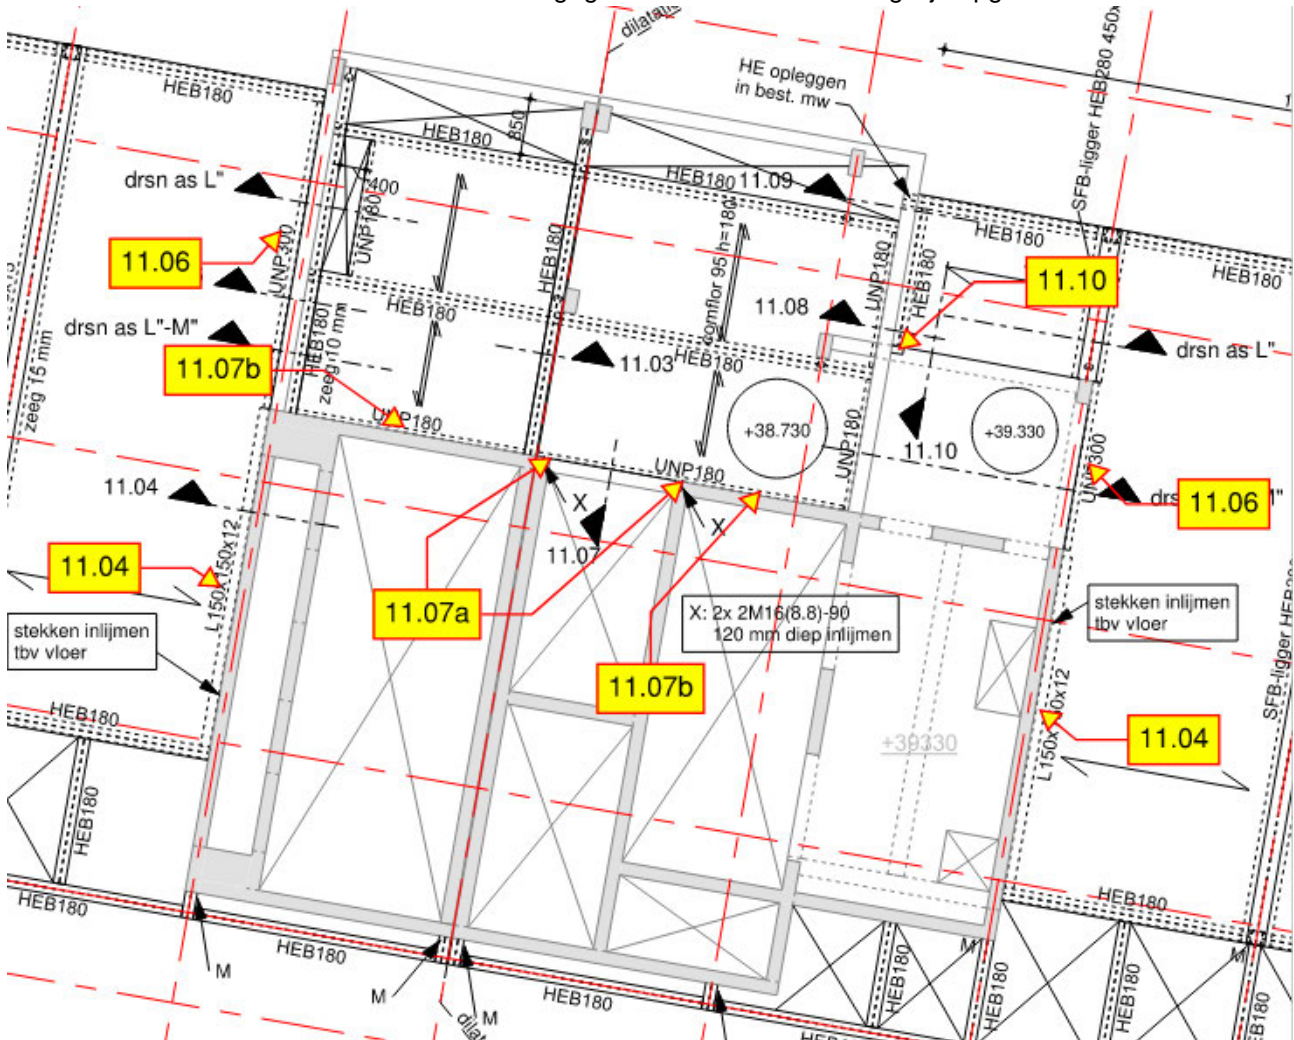 dilata
HEB180
HE opleggen
in best. mw
SFB-ligger HEB280 450x
drsn as L"
HEB180
850
400
UNP180
HEB180
11.09
UNP300
11.06
HEB180
comflor 95 h=180
UNP180
HEB180
HEB180
HEB180
11.10
drsn as L"-M"
HEB180
zeeg 10 mm
zeeg 15 mm
11.08
drsn as L"
11.07b
11.03
HEB180
UNP180
+38.730
+39.330
UNP180
11.10
UNP180
UNP300
11.04
X
X
11.06
11.07
11.04
L150x150x12
11.07a
X: 2x 2M16(8.8)-90
120 mm diep inlijmen
stekken inlijmen
tbv vloer
stekken inlijmen
tbv vloer
11.07b
HEB180
+39330
11.04
HEB180
HEB180
HEB180
HEB180
M
M
M
HEB180
HEB180
M
HEB180
HEB180
M